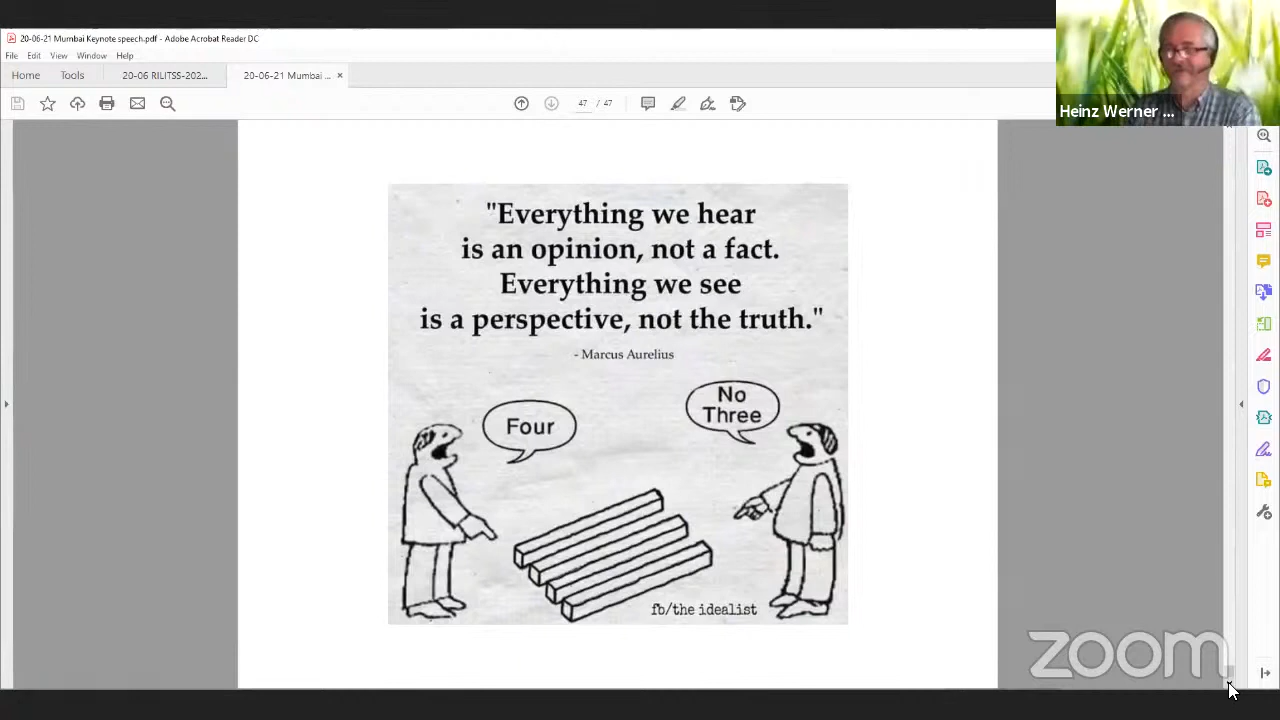 20-06-21 Mumbai Keynote speech.pdf - Adobe Acrobat Reader DC
File Edit View Window Help
Home Tools 20-06 RILITSS-202... 20-06-21 Mumbai ... ×
47 / 47
Heinz Werner ...
"Everything we hear
is an opinion, not a fact.
Everything we see
is a perspective, not the truth."
- Marcus Aurelius
Four
No
Three
fb/the idealist
zoom